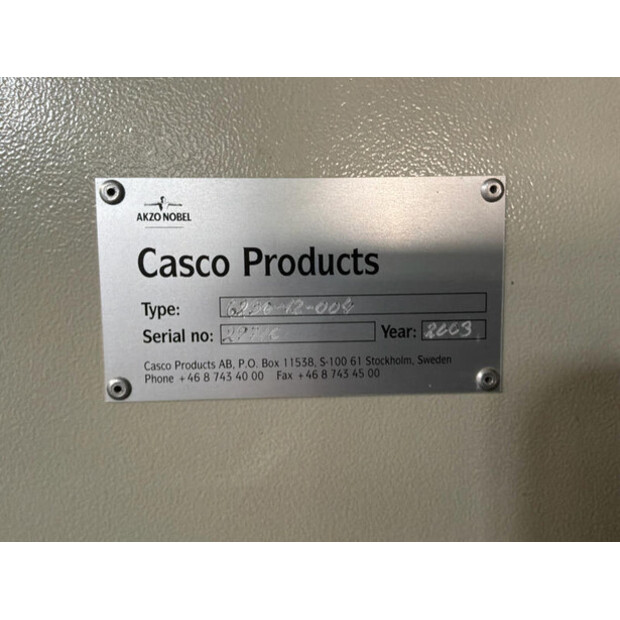 AKZO NOBEL
Casco Products
Type:
Serial no: Year: 2003
Casco Products AB, P.O. Box 11538, S-100 61 Stockholm, Sweden
Phone +46 8 743 40 00 Fax +46 8 743 45 00